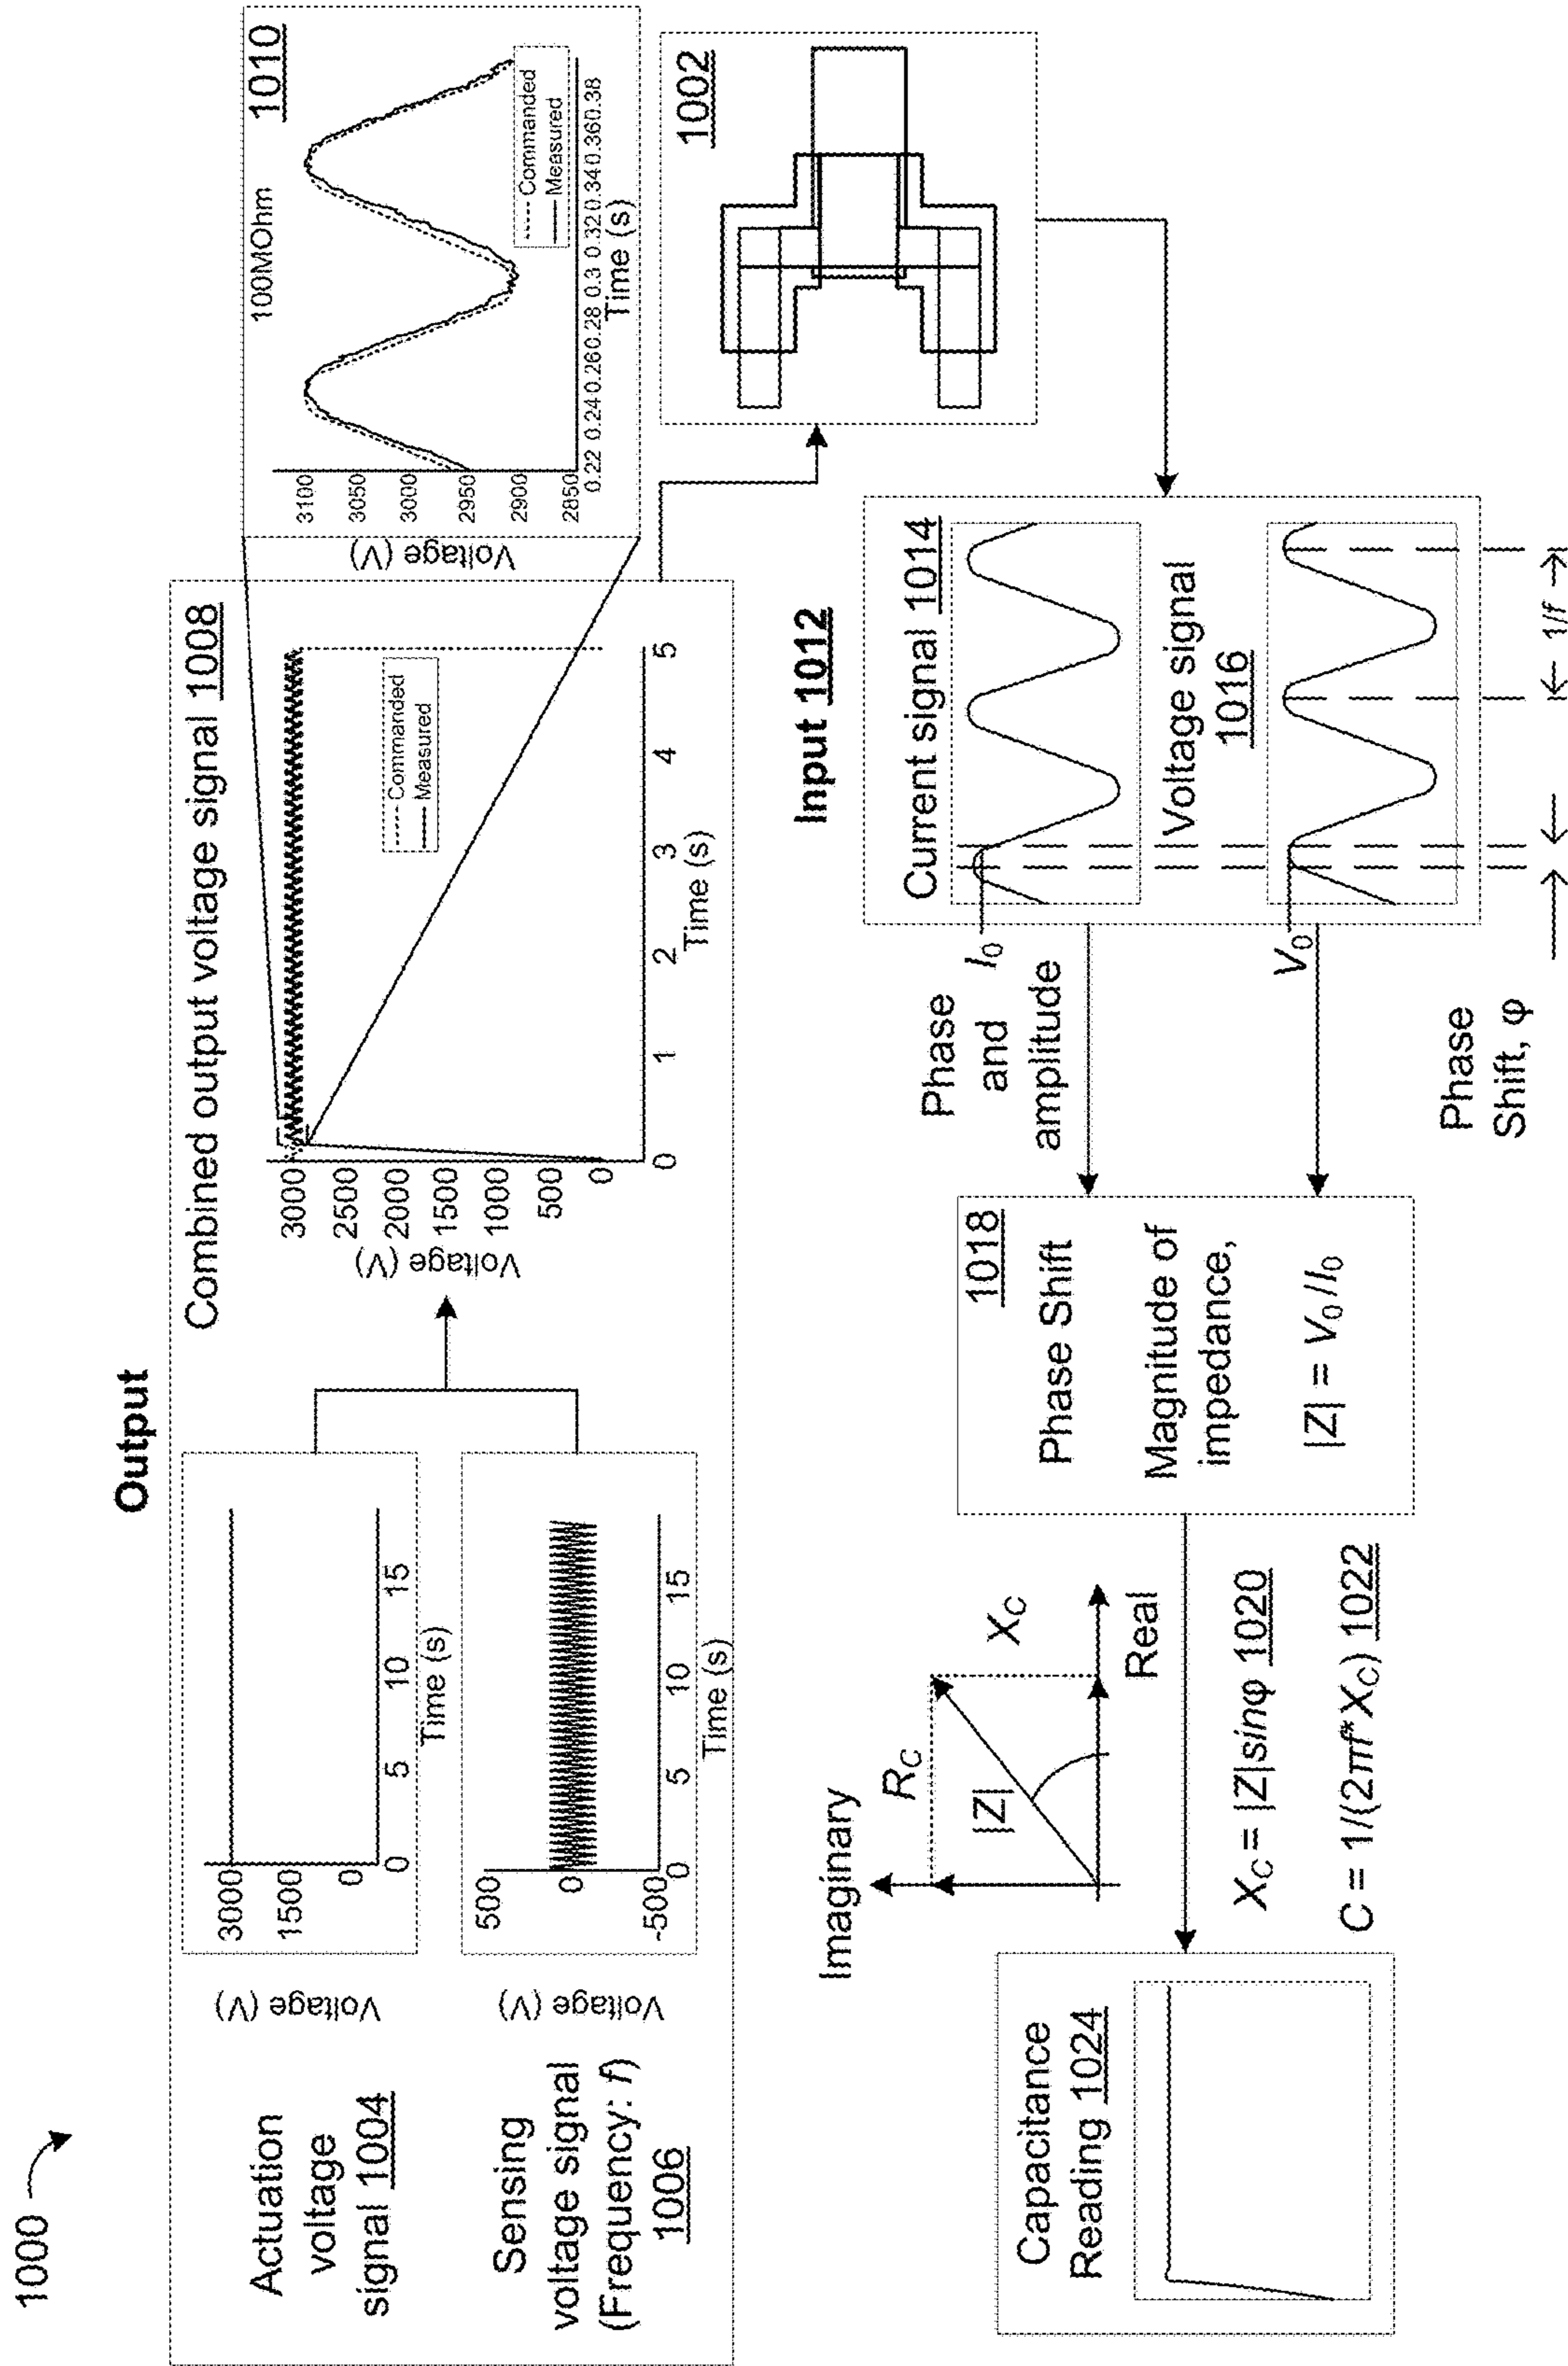 1000
Output
Actuation
voltage
signal 1004
Voltage (V)
3000
1500
0
0 5 10 15
Time (s)
Sensing
voltage signal
(Frequency: f)
1006
Voltage (V)
500
0
-500
0 5 10 15
Time (s)
Combined output voltage signal 1008
Voltage (V)
3000
2500
2000
1500
1000
500
0
0 1 2 3 4 5
Time (s)
Commanded
Measured
1010
100MOhm
Voltage (V)
3100
3050
3000
2950
2900
2850
0.22 0.24 0.26 0.28 0.3 0.32 0.34 0.36 0.38
Time (s)
Commanded
Measured
1002
Input 1012
Current signal 1014
Voltage signal
1016
I0
V0
1/f
Phase
and
amplitude
Phase
Shift, φ
1018
Phase Shift
Magnitude of
impedance,
|Z| = V0/I0
Imaginary
RC
|Z|
XC
Real
XC = |Z|sinφ 1020
C = 1/(2πf*XC) 1022
Capacitance
Reading 1024